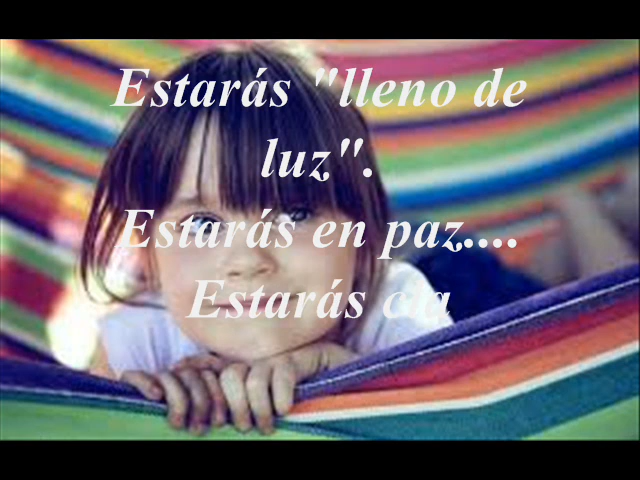 Estarás "lleno de
luz".
Estarás en paz....
Estarás